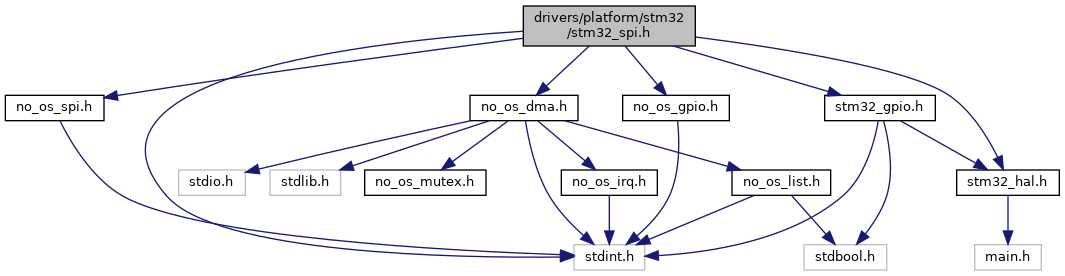 drivers/platform/stm32
/stm32_spi.h
no_os_spi.h
no_os_dma.h
no_os_gpio.h
stm32_gpio.h
stdio.h
stdlib.h
no_os_mutex.h
no_os_irq.h
no_os_list.h
stm32_hal.h
stdint.h
stdbool.h
main.h